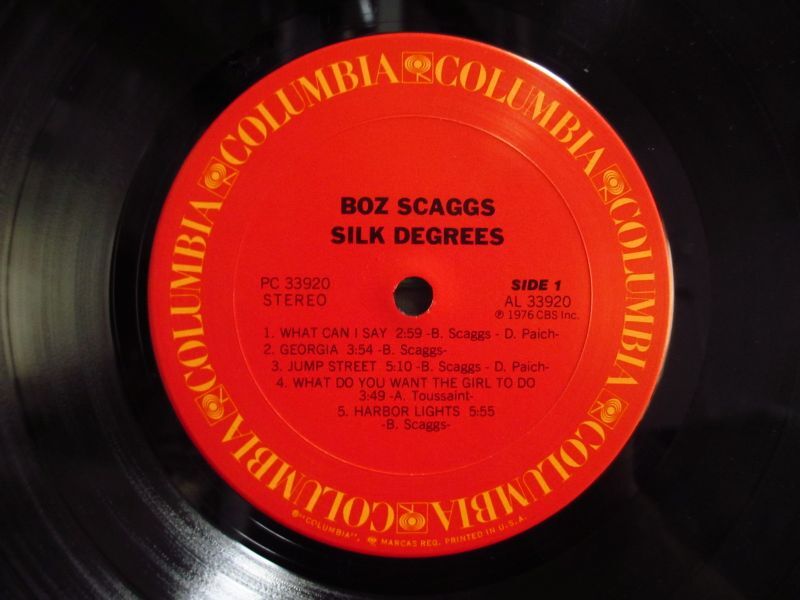 COLUMBIA COLUMBIA COLUMBIA COLUMBIA COLUMBIA COLUMBIA COLUMBIA COLUMBIA
BOZ SCAGGS
SILK DEGREES
PC 33920
STEREO
SIDE 1
AL 33920
℗ 1976 CBS Inc.
1. WHAT CAN I SAY 2:59 -B. Scaggs - D. Paich-
2. GEORGIA 3:54 -B. Scaggs-
3. JUMP STREET 5:10 -B. Scaggs - D. Paich-
4. WHAT DO YOU WANT THE GIRL TO DO
3:49 -A. Toussaint-
5. HARBOR LIGHTS 5:55
-B. Scaggs-
®"COLUMBIA", MARCAS REG. PRINTED IN U.S.A.